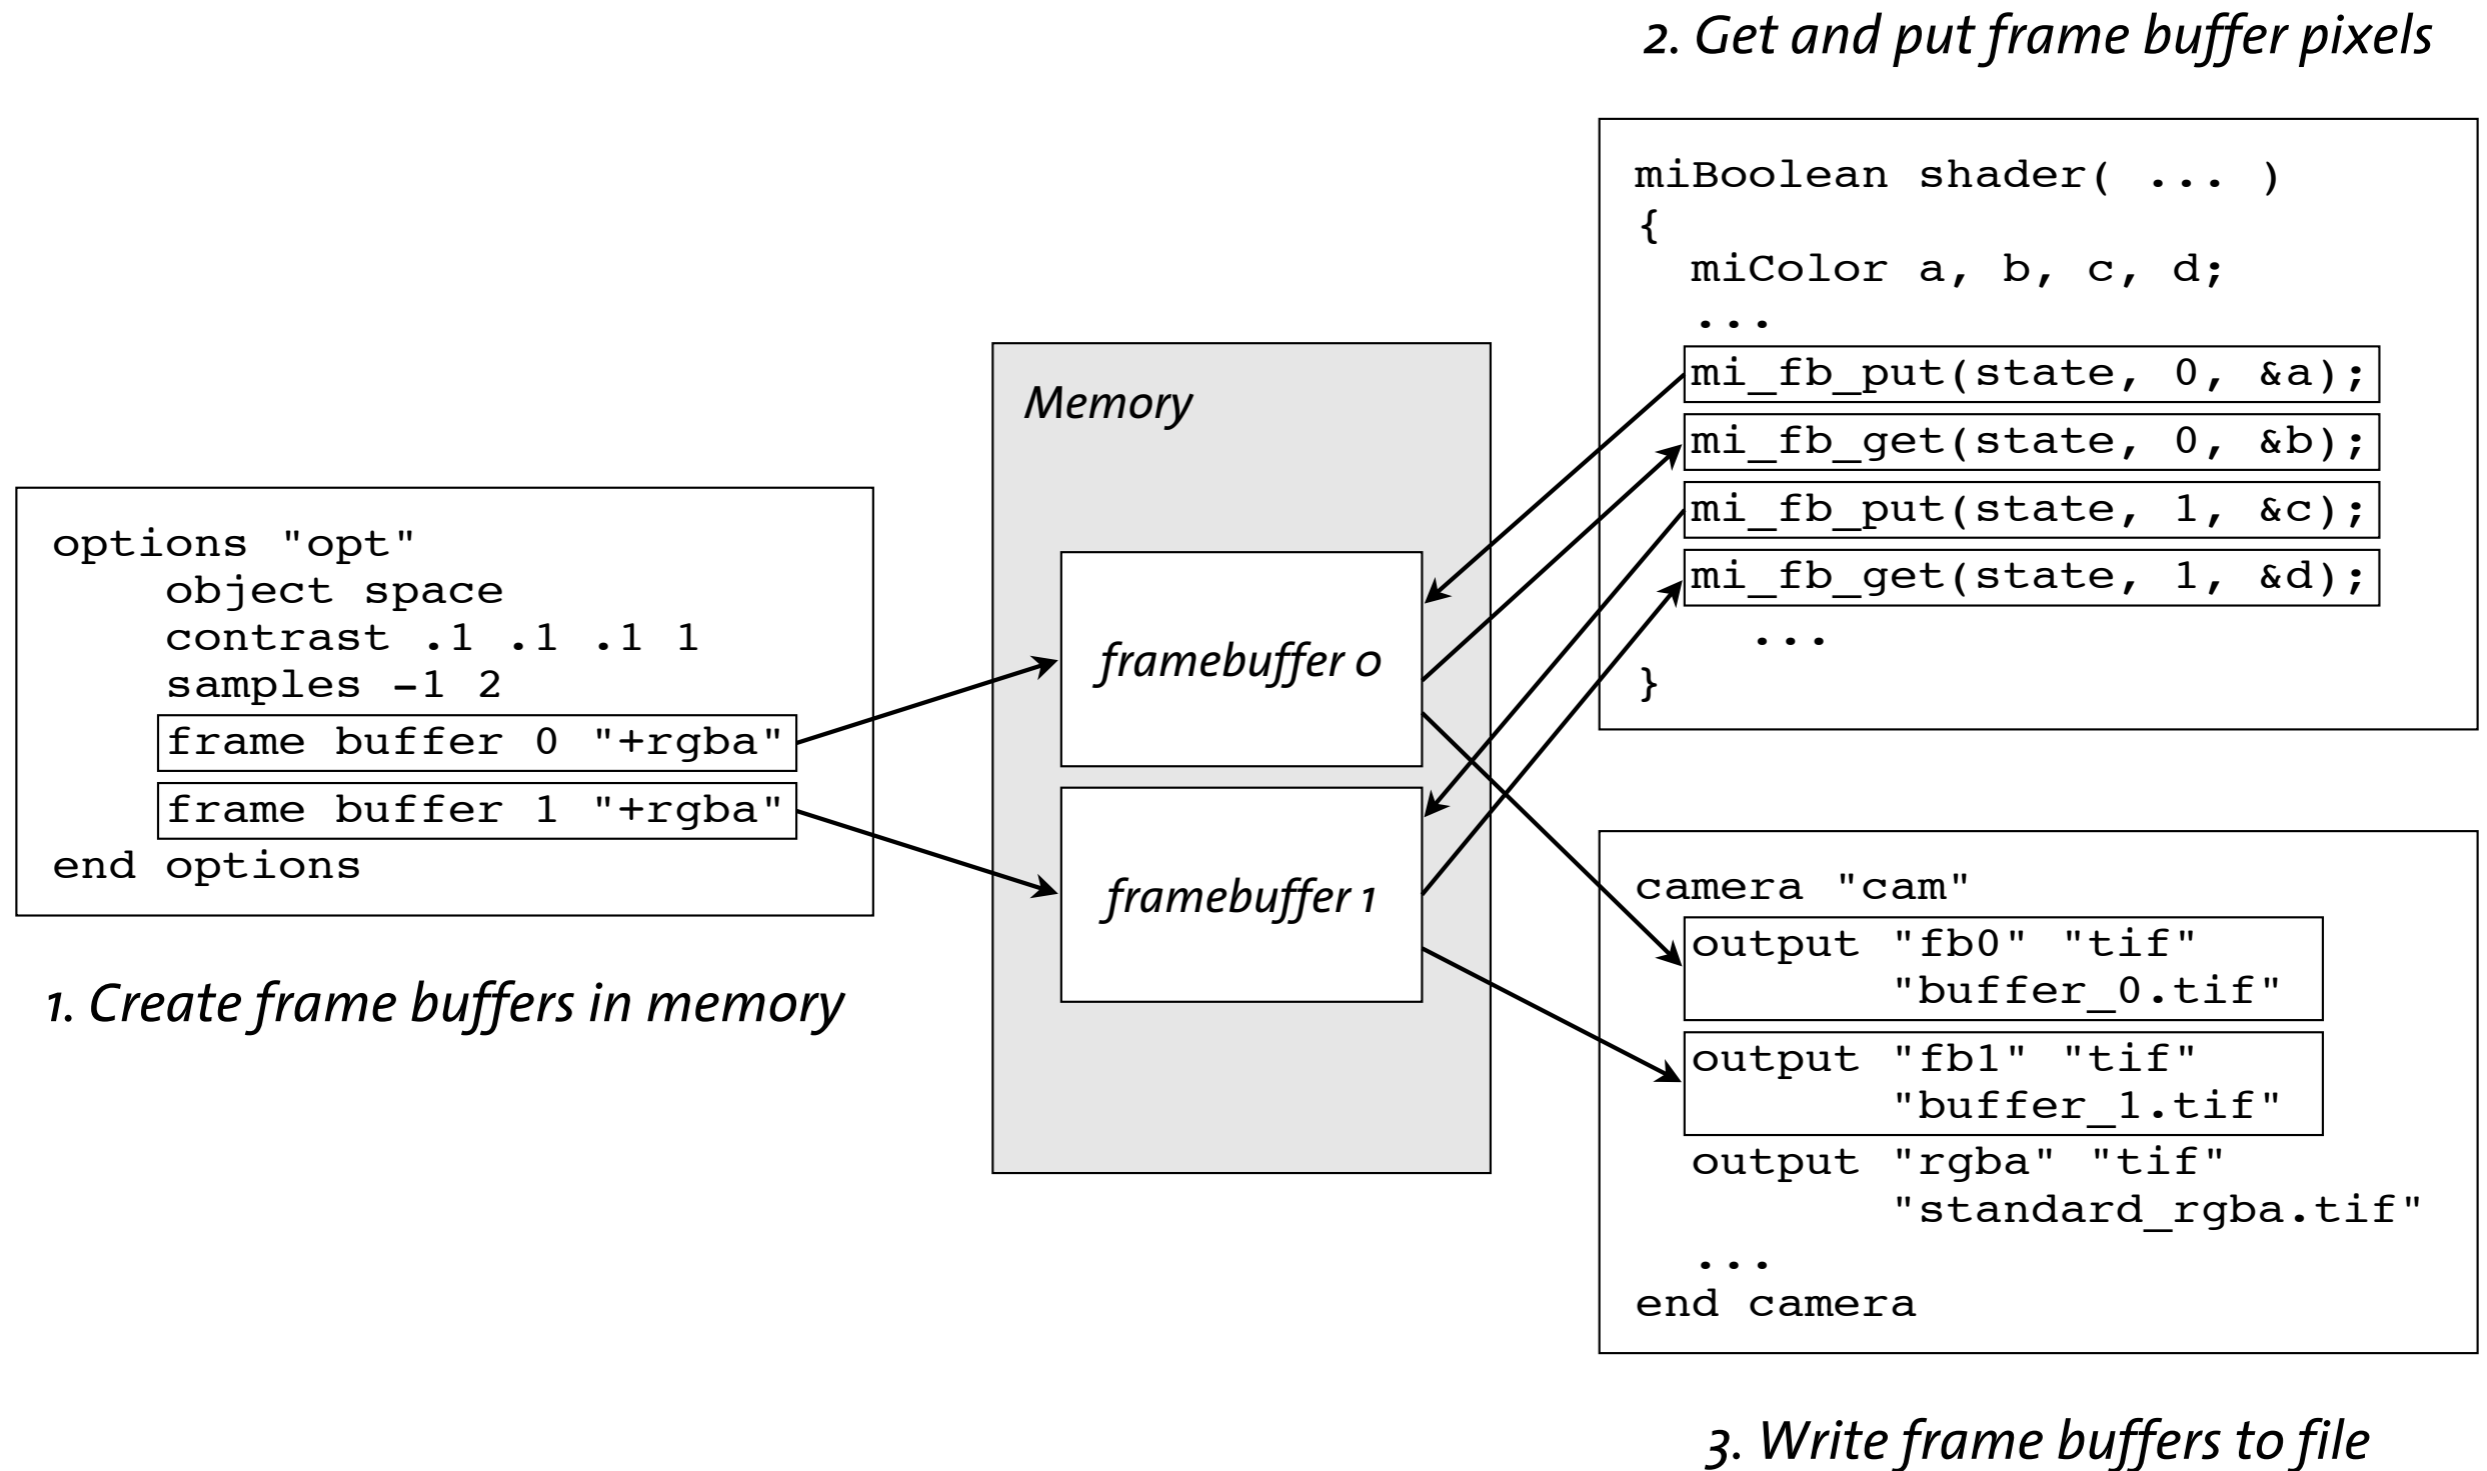 2. Get and put frame buffer pixels
miBoolean shader( ... )
{
miColor a, b, c, d;
...
mi_fb_put(state, 0, &a);
mi_fb_get(state, 0, &b);
mi_fb_put(state, 1, &c);
mi_fb_get(state, 1, &d);
...
}
Memory
framebuffer 0
framebuffer 1
options "opt"
object space
contrast .1 .1 .1 1
samples -1 2
frame buffer 0 "+rgba"
frame buffer 1 "+rgba"
end options
1. Create frame buffers in memory
camera "cam"
output "fb0" "tif"
"buffer_0.tif"
output "fb1" "tif"
"buffer_1.tif"
output "rgba" "tif"
"standard_rgba.tif"
...
end camera
3. Write frame buffers to file